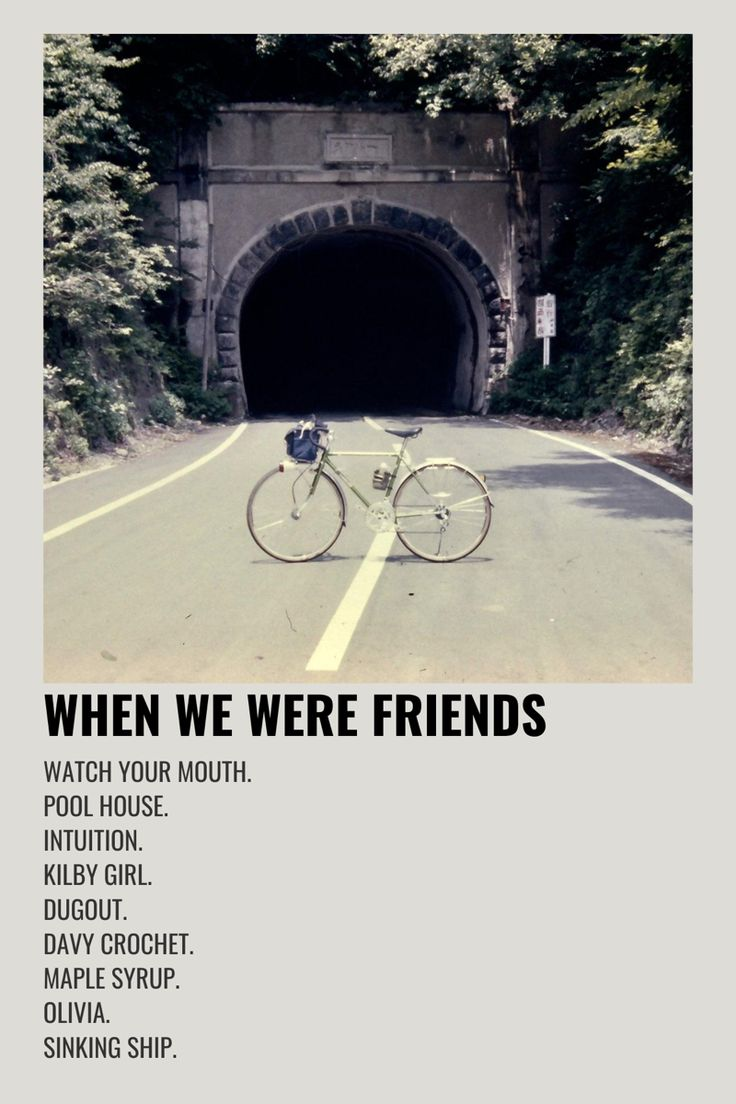 WHEN WE WERE FRIENDS
WATCH YOUR MOUTH.
POOL HOUSE.
INTUITION.
KILBY GIRL.
DUGOUT.
DAVY CROCHET.
MAPLE SYRUP.
OLIVIA.
SINKING SHIP.